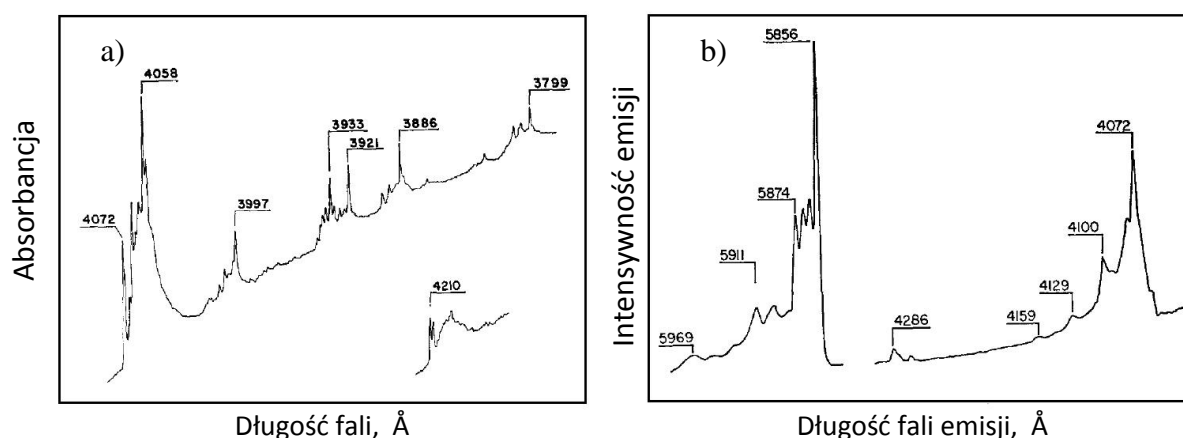 a)
4058
3799
3933
3886
3921
3997
4072
4210
Absorbancja
Długość fali, Å
b)
5856
4072
5874
4100
5911
4129
4159
4286
5969
Intensywność emisji
Długość fali emisji, Å